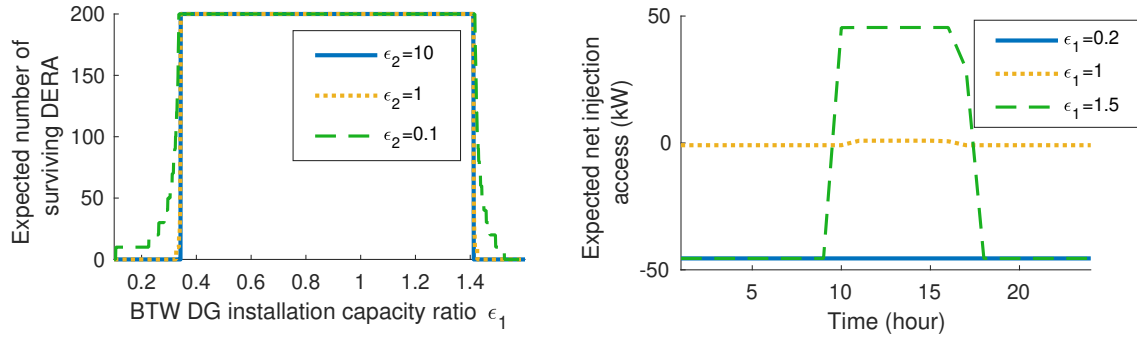 Expected number of
surviving DERA
200
150
100
50
0
ϵ2=10
ϵ2=1
ϵ2=0.1
0.2
0.4
0.6
0.8
1
1.2
1.4
BTW DG installation capacity ratio ϵ1
Expected net injection
access (kW)
50
0
-50
ϵ1=0.2
ϵ1=1
ϵ1=1.5
5
10
15
20
Time (hour)